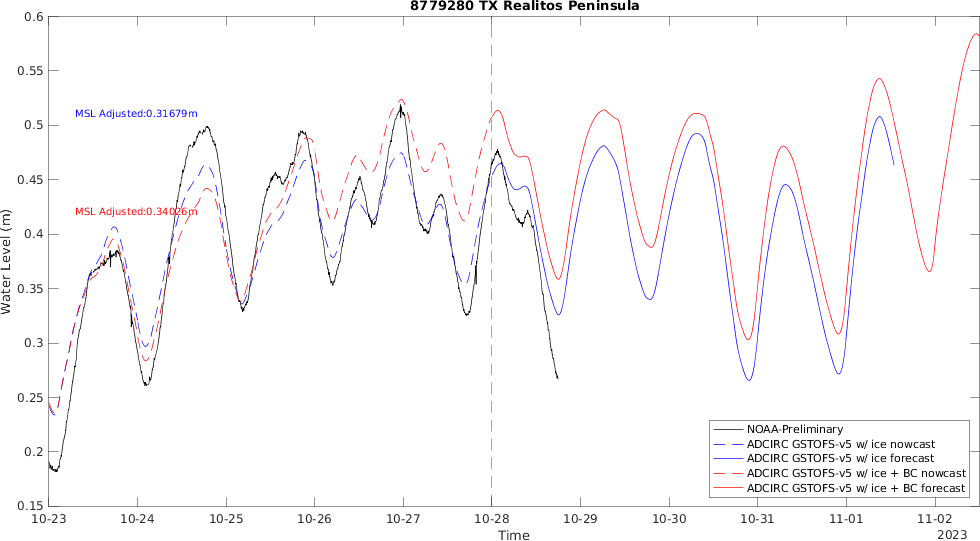 8779280 TX Realitos Peninsula
0.6
0.55
0.5
0.45
0.4
0.35
0.3
0.25
0.2
0.15
Water Level (m)
MSL Adjusted:0.31679m
MSL Adjusted:0.34026m
NOAA-Preliminary
ADCIRC GSTOFS-v5 w/ ice nowcast
ADCIRC GSTOFS-v5 w/ ice forecast
ADCIRC GSTOFS-v5 w/ ice + BC nowcast
ADCIRC GSTOFS-v5 w/ ice + BC forecast
10-23 10-24 10-25 10-26 10-27 10-28 10-29 10-30 10-31 11-01 11-02
Time
2023